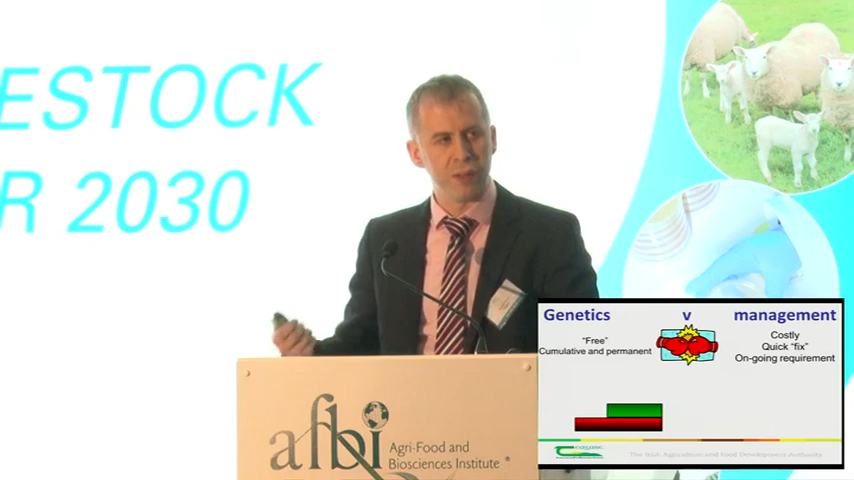 ESTOCK
R 2030
Genetics v management
"Free"
Cumulative and permanent
Costly
Quick "fix"
On-going requirement
The Irish Agriculture and Food Development Authority
afbi
Agri-Food and
Biosciences Institute